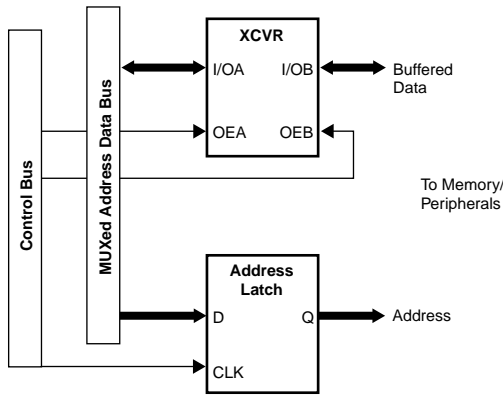 XCVR
I/OA I/OB
Buffered
Data
OEA OEB
Control Bus
MUXed Address Data Bus
To Memory/
Peripherals
Address
Latch
D Q
Address
CLK